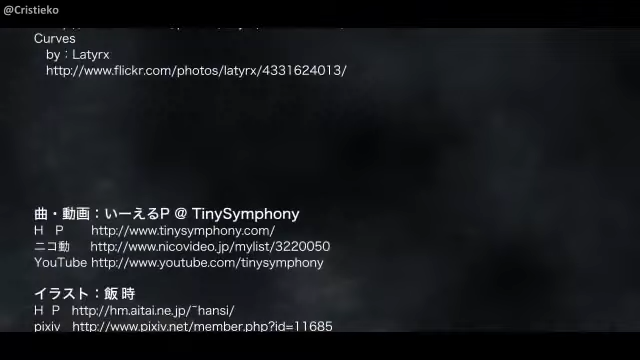 @Cristieko
Curves
by：Latyrx
http://www.flickr.com/photos/latyrx/4331624013/
曲・動画：いーえるP @ TinySymphony
H P http://www.tinysymphony.com/
ニコ動 http://www.nicovideo.jp/mylist/3220050
YouTube http://www.youtube.com/tinysymphony
イラスト：飯 時
H P http://hm.aitai.ne.jp/~hansi/
pixiv http://www.pixiv.net/member.php?id=11685